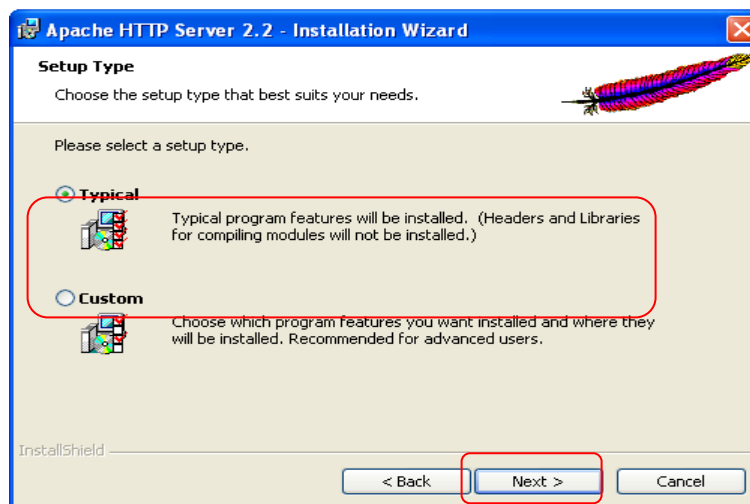 Apache HTTP Server 2.2 - Installation Wizard
Setup Type
Choose the setup type that best suits your needs.
Please select a setup type.
Typical
Typical program features will be installed. (Headers and Libraries
for compiling modules will not be installed.)
Custom
Choose which program features you want installed and where they
will be installed. Recommended for advanced users.
InstallShield
< Back
Next >
Cancel